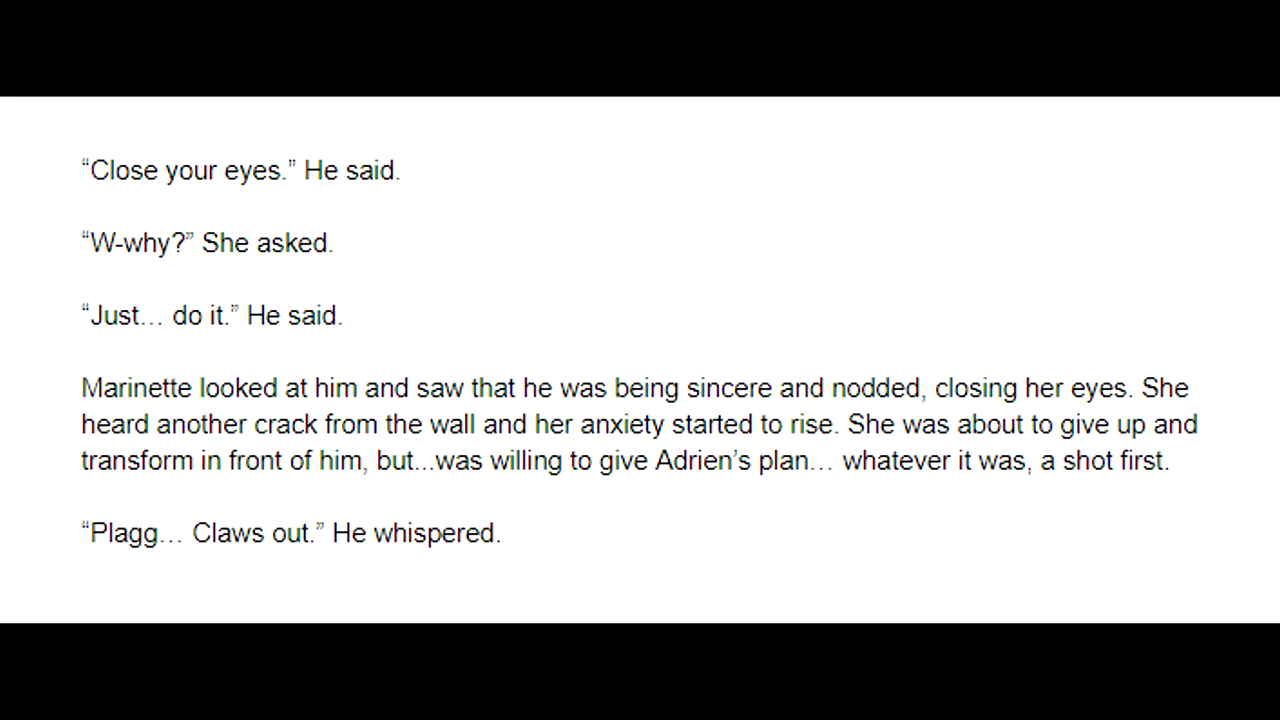 “Close your eyes.” He said.
“W-why?” She asked.
“Just… do it.” He said.
Marinette looked at him and saw that he was being sincere and nodded, closing her eyes. She
heard another crack from the wall and her anxiety started to rise. She was about to give up and
transform in front of him, but...was willing to give Adrien’s plan… whatever it was, a shot first.
“Plagg… Claws out.” He whispered.